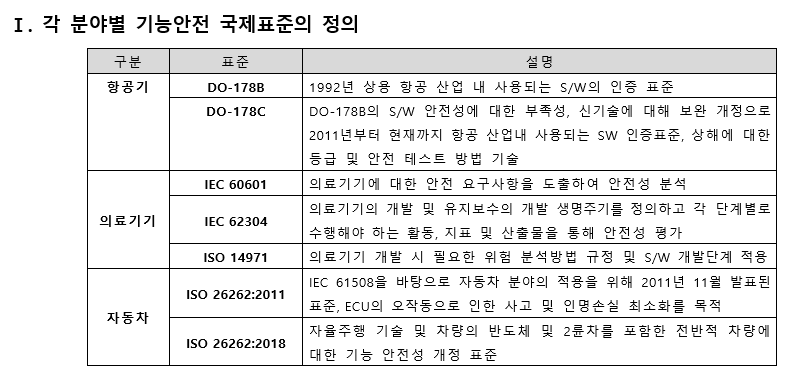 I. 각 분야별 기능안전 국제표준의 정의
구분 표준 설명
항공기 DO-178B 1992년 상용 항공 산업 내 사용되는 S/W의 인증 표준
DO-178C DO-178B의 S/W 안전성에 대한 부족성, 신기술에 대해 보완 개정으로
2011년부터 현재까지 항공 산업내 사용되는 SW 인증표준, 상해에 대한
등급 및 안전 테스트 방법 기술
의료기기 IEC 60601 의료기기에 대한 안전 요구사항을 도출하여 안전성 분석
IEC 62304 의료기기의 개발 및 유지보수의 개발 생명주기를 정의하고 각 단계별로
수행해야 하는 활동, 지표 및 산출물을 통해 안전성 평가
ISO 14971 의료기기 개발 시 필요한 위험 분석방법 규정 및 S/W 개발단계 적용
자동차 ISO 26262:2011 IEC 61508을 바탕으로 자동차 분야의 적용을 위해 2011년 11월 발표된
표준, ECU의 오작동으로 인한 사고 및 인명손실 최소화를 목적
ISO 26262:2018 자율주행 기술 및 차량의 반도체 및 2륜차를 포함한 전반적 차량에
대한 기능 안전성 개정 표준